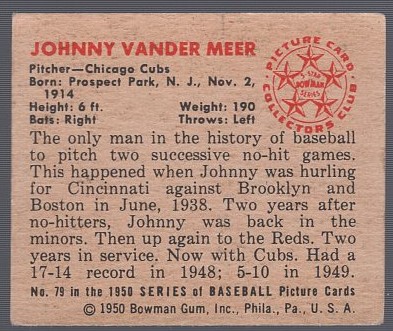 JOHNNY VANDER MEER
Pitcher—Chicago Cubs
Born: Prospect Park, N. J., Nov. 2,
1914
Height: 6 ft. Weight: 190
Bats: Right Throws: Left
PICTURE CARD
COLLECTORS CLUB
5 STAR
BOWMAN
SERIES
The only man in the history of baseball
to pitch two successive no-hit games.
This happened when Johnny was hurling
for Cincinnati against Brooklyn and
Boston in June, 1938. Two years after
no-hitters, Johnny was back in the
minors. Then up again to the Reds. Two
years in service. Now with Cubs. Had a
17-14 record in 1948; 5-10 in 1949.
No. 79 in the 1950 SERIES of BASEBALL Picture Cards
© 1950 Bowman Gum, Inc., Phila., Pa., U. S. A.